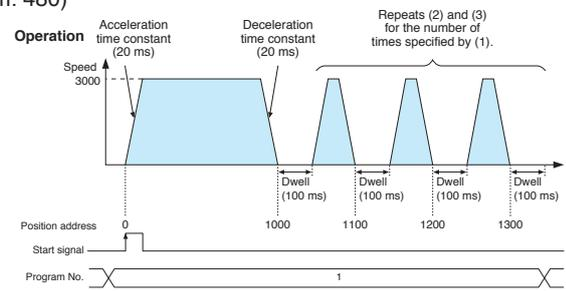 n. 480)
Operation
Acceleration
time constant
(20 ms)
Deceleration
time constant
(20 ms)
Repeats (2) and (3)
for the number of
times specified by (1).
Speed
3000
Dwell
(100 ms)
Dwell
(100 ms)
Dwell
(100 ms)
Dwell
(100 ms)
Position address
0
1000
1100
1200
1300
Start signal
Program No.
1